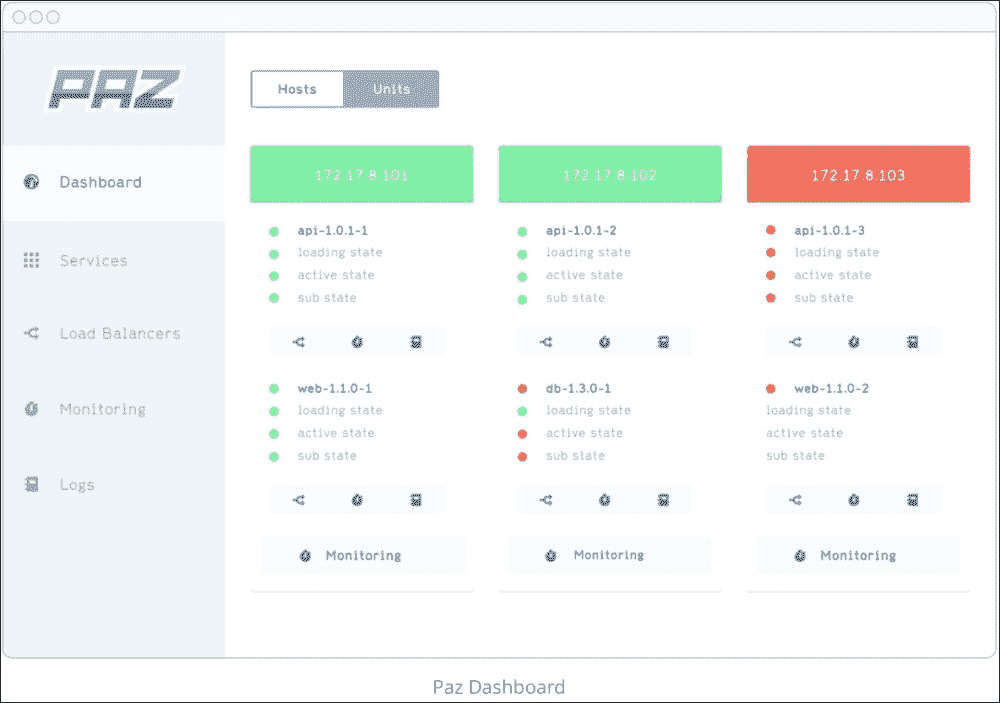 PAZ
Hosts Units
Dashboard
Services
Load Balancers
Monitoring
Logs
172.17.8.101
api-1.0.1-1
loading state
active state
sub state
web-1.1.0-1
loading state
active state
sub state
Monitoring
172.17.8.102
api-1.0.1-2
loading state
active state
sub state
db-1.3.0-1
loading state
active state
sub state
Monitoring
172.17.8.103
api-1.0.1-3
loading state
active state
sub state
web-1.1.0-2
loading state
active state
sub state
Monitoring
Paz Dashboard